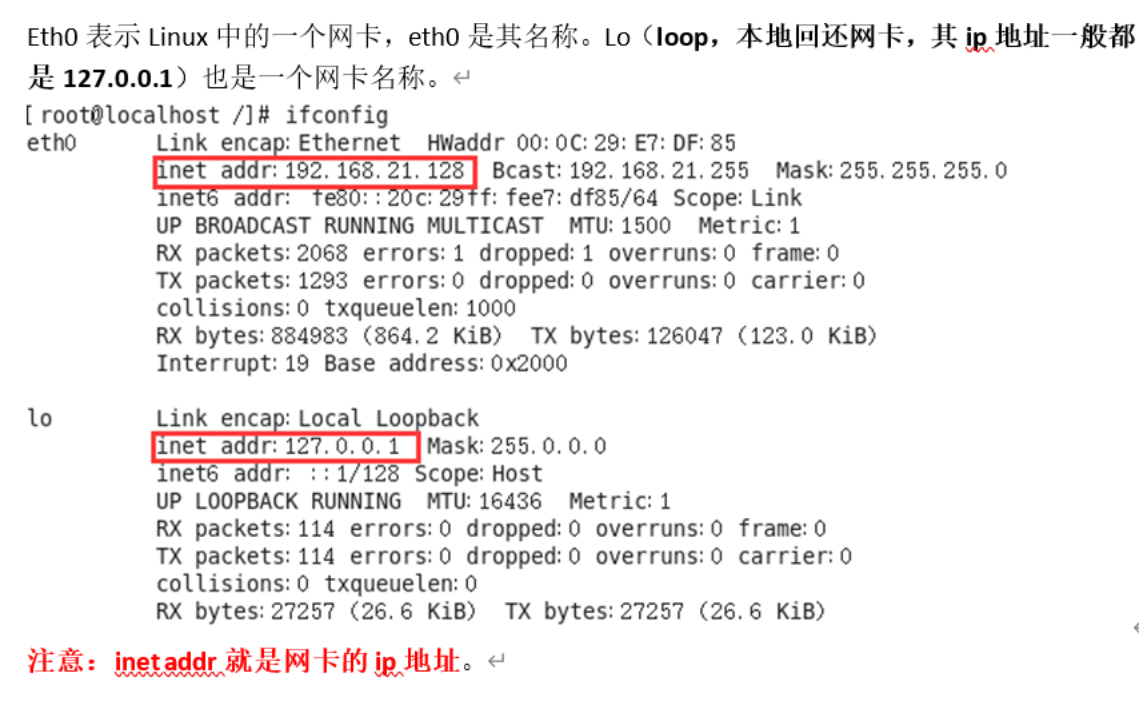 Eth0 表示 Linux 中的一个网卡，eth0 是其名称。Lo（loop，本地回还网卡，其 ip 地址一般都
是 127.0.0.1）也是一个网卡名称。↵
[root@localhost /]# ifconfig
eth0 Link encap:Ethernet HWaddr 00:0C:29:E7:DF:85
inet addr:192.168.21.128 Bcast:192.168.21.255 Mask:255.255.255.0
inet6 addr: fe80::20c:29ff:fee7:df85/64 Scope:Link
UP BROADCAST RUNNING MULTICAST MTU:1500 Metric:1
RX packets:2068 errors:1 dropped:1 overruns:0 frame:0
TX packets:1293 errors:0 dropped:0 overruns:0 carrier:0
collisions:0 txqueuelen:1000
RX bytes:884983 (864.2 KiB) TX bytes:126047 (123.0 KiB)
Interrupt:19 Base address:0x2000
lo Link encap:Local Loopback
inet addr:127.0.0.1 Mask:255.0.0.0
inet6 addr: ::1/128 Scope:Host
UP LOOPBACK RUNNING MTU:16436 Metric:1
RX packets:114 errors:0 dropped:0 overruns:0 frame:0
TX packets:114 errors:0 dropped:0 overruns:0 carrier:0
collisions:0 txqueuelen:0
RX bytes:27257 (26.6 KiB) TX bytes:27257 (26.6 KiB)
注意：inet addr 就是网卡的 ip 地址。↵